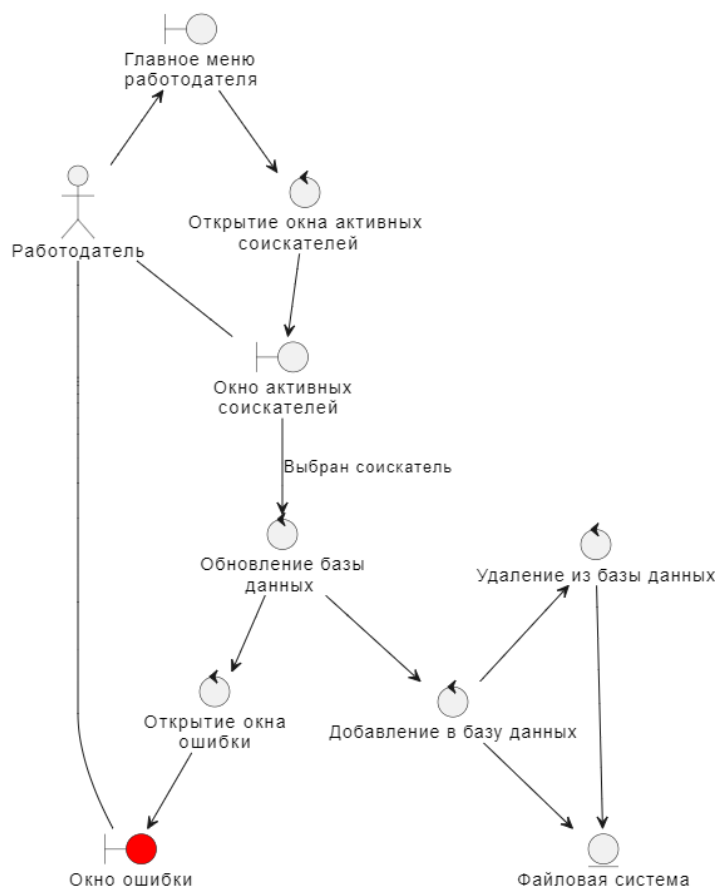 Главное меню
работодателя
Открытие окна активных
соискателей
Работодатель
Окно активных
соискателей
Выбран соискатель
Обновление базы
данных
Удаление из базы данных
Открытие окна
ошибки
Добавление в базу данных
Окно ошибки
Файловая система